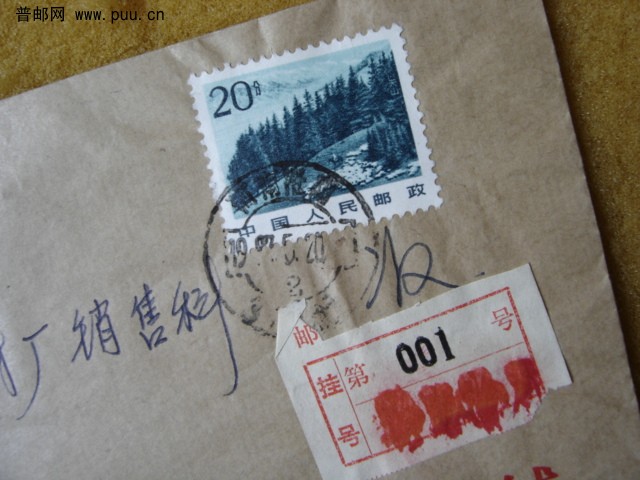 普邮网 www.puu.cn
20分
中国人民邮政
厂销售科 收
邮
挂 第 001 号
号